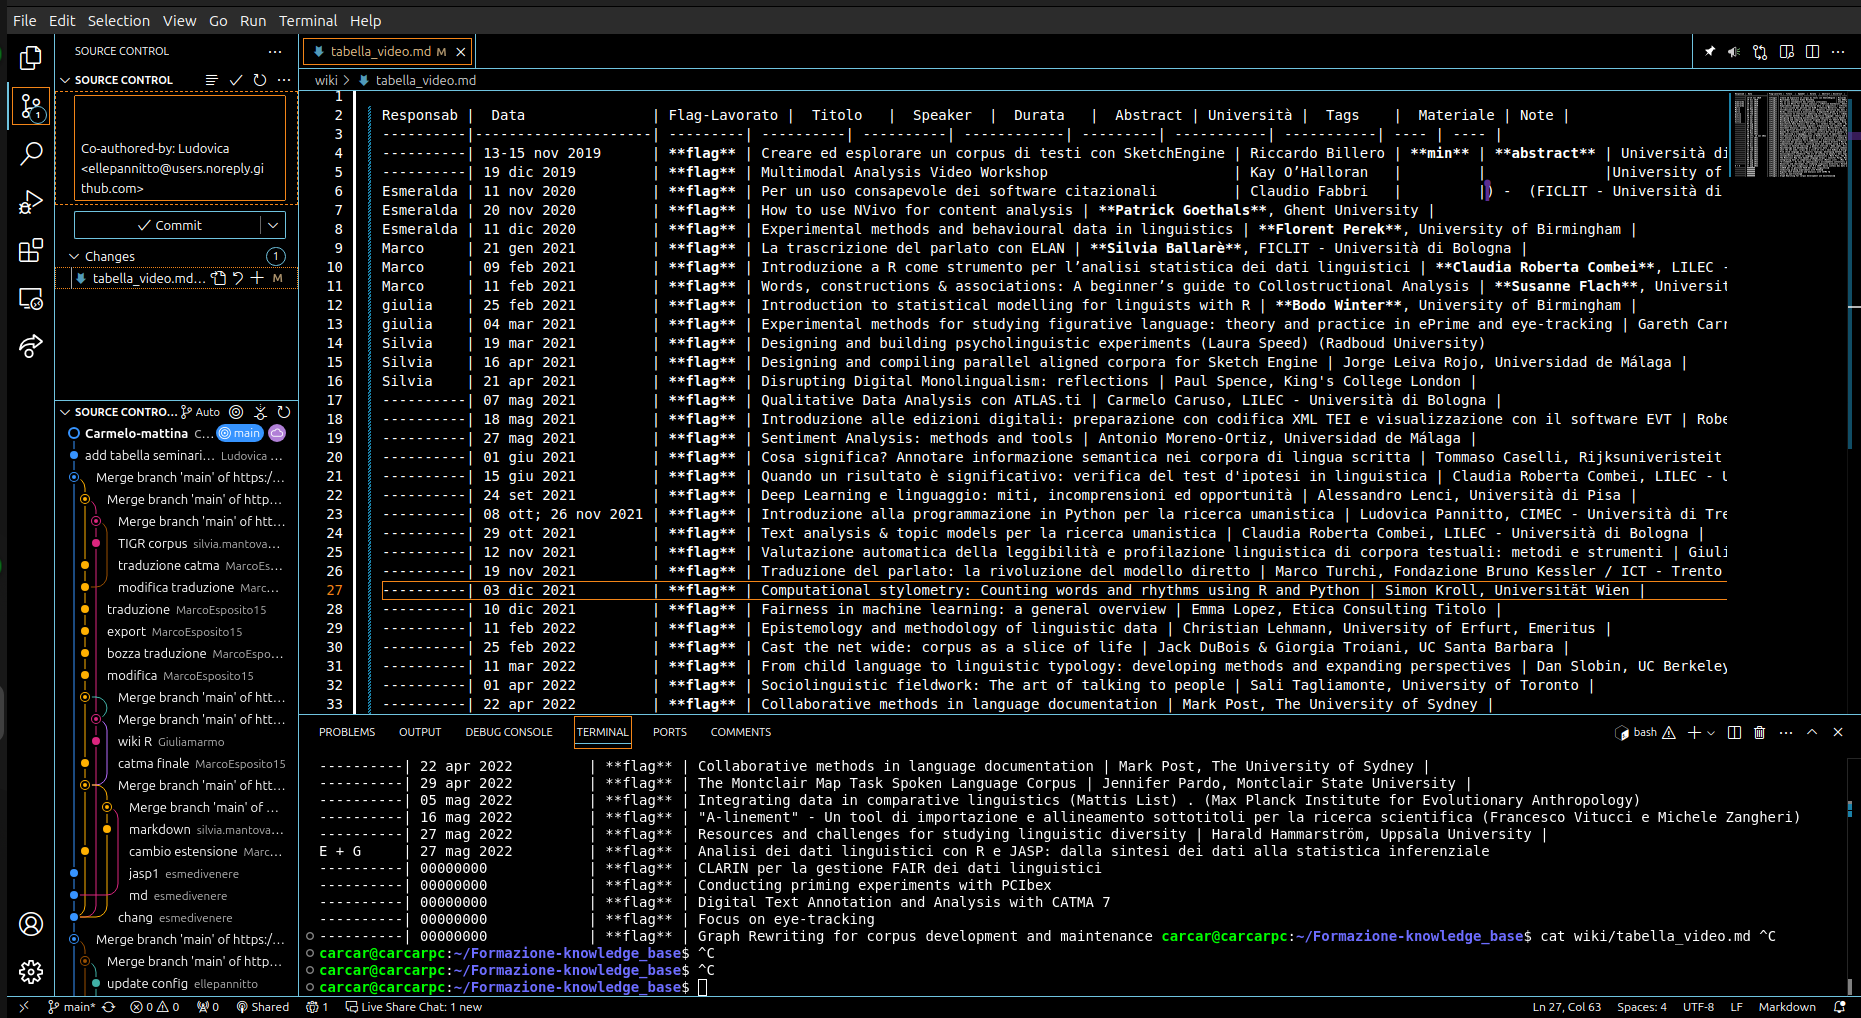 File Edit Selection View Go Run Terminal Help
SOURCE CONTROL ···
SOURCE CONTROL ···
Co-authored-by: Ludovica
<ellepannitto@users.noreply.gi
thub.com>
Commit
Changes 1
tabella_video.md... M
SOURCE CONTRO... Auto
Carmelo-mattina C... main
add tabella seminari... Ludovica ...
Merge branch 'main' of https:/...
Merge branch 'main' of http...
Merge branch 'main' of htt...
TIGR corpus silvia.mantova...
traduzione catma MarcoEs...
modifica traduzione Marc...
traduzione MarcoEsposito15
export MarcoEsposito15
bozza traduzione MarcoEspo...
modifica MarcoEsposito15
Merge branch 'main' of htt...
Merge branch 'main' of htt...
wiki R Giuliamarmo
catma finale MarcoEsposito15
Merge branch 'main' of htt...
Merge branch 'main' of ...
markdown silvia.mantova...
cambio estensione Marc...
jasp1 esmedivenere
md esmedivenere
chang esmedivenere
Merge branch 'main' of https:/...
Merge branch 'main' of http...
update config ellepannitto
tabella_video.md M
wiki > tabella_video.md
1
2 Responsab | Data | Flag-Lavorato | Titolo | Speaker | Durata | Abstract | Università | Tags | Materiale | Note |
3 ---------|---------------------| ---------| ----------| -----------| ------------| ---------| -----------| -----------| ---- | ---- |
4 ----------| 13-15 nov 2019 | **flag** | Creare ed esplorare un corpus di testi con SketchEngine | Riccardo Billero | **min** | **abstract** | Università di
5 ----------| 19 dic 2019 | **flag** | Multimodal Analysis Video Workshop | Kay O’Halloran | | |University of
6 Esmeralda | 11 nov 2020 | **flag** | Per un uso consapevole dei software citazionali | Claudio Fabbri | |) - (FICLIT - Università di
7 Esmeralda | 20 nov 2020 | **flag** | How to use NVivo for content analysis | **Patrick Goethals**, Ghent University |
8 Esmeralda | 11 dic 2020 | **flag** | Experimental methods and behavioural data in linguistics | **Florent Perek**, University of Birmingham |
9 Marco | 21 gen 2021 | **flag** | La trascrizione del parlato con ELAN | **Silvia Ballarè**, FICLIT - Università di Bologna |
10 Marco | 09 feb 2021 | **flag** | Introduzione a R come strumento per l’analisi statistica dei dati linguistici | **Claudia Roberta Combei**, LILEC -
11 Marco | 11 feb 2021 | **flag** | Words, constructions & associations: A beginner’s guide to Collostructional Analysis | **Susanne Flach**, Universit
12 giulia | 25 feb 2021 | **flag** | Introduction to statistical modelling for linguists with R | **Bodo Winter**, University of Birmingham |
13 giulia | 04 mar 2021 | **flag** | Experimental methods for studying figurative language: theory and practice in ePrime and eye-tracking | Gareth Carr
14 Silvia | 19 mar 2021 | **flag** | Designing and building psycholinguistic experiments (Laura Speed) (Radboud University)
15 Silvia | 16 apr 2021 | **flag** | Designing and compiling parallel aligned corpora for Sketch Engine | Jorge Leiva Rojo, Universidad de Málaga |
16 Silvia | 21 apr 2021 | **flag** | Disrupting Digital Monolingualism: reflections | Paul Spence, King's College London |
17 ----------| 07 mag 2021 | **flag** | Qualitative Data Analysis con ATLAS.ti | Carmelo Caruso, LILEC - Università di Bologna |
18 ----------| 18 mag 2021 | **flag** | Introduzione alle edizioni digitali: preparazione con codifica XML TEI e visualizzazione con il software EVT | Robe
19 ----------| 27 mag 2021 | **flag** | Sentiment Analysis: methods and tools | Antonio Moreno-Ortiz, Universidad de Málaga |
20 ----------| 01 giu 2021 | **flag** | Cosa significa? Annotare informazione semantica nei corpora di lingua scritta | Tommaso Caselli, Rijksuniveristeit
21 ----------| 15 giu 2021 | **flag** | Quando un risultato è significativo: verifica del test d'ipotesi in linguistica | Claudia Roberta Combei, LILEC - U
22 ----------| 24 set 2021 | **flag** | Deep Learning e linguaggio: miti, incomprensioni ed opportunità | Alessandro Lenci, Università di Pisa |
23 ----------| 08 ott; 26 nov 2021 | **flag** | Introduzione alla programmazione in Python per la ricerca umanistica | Ludovica Pannitto, CIMEC - Università di Tre
24 ----------| 29 ott 2021 | **flag** | Text analysis & topic models per la ricerca umanistica | Claudia Roberta Combei, LILEC - Università di Bologna |
25 ----------| 12 nov 2021 | **flag** | Valutazione automatica della leggibilità e profilazione linguistica di corpora testuali: metodi e strumenti | Giuli
26 ----------| 19 nov 2021 | **flag** | Traduzione del parlato: la rivoluzione del modello diretto | Marco Turchi, Fondazione Bruno Kessler / ICT - Trento
27 ----------| 03 dic 2021 | **flag** | Computational stylometry: Counting words and rhythms using R and Python | Simon Kroll, Universität Wien |
28 ----------| 10 dic 2021 | **flag** | Fairness in machine learning: a general overview | Emma Lopez, Etica Consulting Titolo |
29 ----------| 11 feb 2022 | **flag** | Epistemology and methodology of linguistic data | Christian Lehmann, University of Erfurt, Emeritus |
30 ----------| 25 feb 2022 | **flag** | Cast the net wide: corpus as a slice of life | Jack DuBois & Giorgia Troiani, UC Santa Barbara |
31 ----------| 11 mar 2022 | **flag** | From child language to linguistic typology: developing methods and expanding perspectives | Dan Slobin, UC Berkeley
32 ----------| 01 apr 2022 | **flag** | Sociolinguistic fieldwork: The art of talking to people | Sali Tagliamonte, University of Toronto |
33 ----------| 22 apr 2022 | **flag** | Collaborative methods in language documentation | Mark Post, The University of Sydney |
PROBLEMS OUTPUT DEBUG CONSOLE TERMINAL PORTS COMMENTS bash
----------| 22 apr 2022 | **flag** | Collaborative methods in language documentation | Mark Post, The University of Sydney |
----------| 29 apr 2022 | **flag** | The Montclair Map Task Spoken Language Corpus | Jennifer Pardo, Montclair State University |
----------| 05 mag 2022 | **flag** | Integrating data in comparative linguistics (Mattis List) . (Max Planck Institute for Evolutionary Anthropology)
----------| 16 mag 2022 | **flag** | "A-linement" - Un tool di importazione e allineamento sottotitoli per la ricerca scientifica (Francesco Vitucci e Michele Zangheri)
----------| 27 mag 2022 | **flag** | Resources and challenges for studying linguistic diversity | Harald Hammarström, Uppsala University |
E + G | 27 mag 2022 | **flag** | Analisi dei dati linguistici con R e JASP: dalla sintesi dei dati alla statistica inferenziale
----------| 00000000 | **flag** | CLARIN per la gestione FAIR dei dati linguistici
----------| 00000000 | **flag** | Conducting priming experiments with PCIbex
----------| 00000000 | **flag** | Digital Text Annotation and Analysis with CATMA 7
----------| 00000000 | **flag** | Focus on eye-tracking
----------| 00000000 | **flag** | Graph Rewriting for corpus development and maintenance carcar@carcarpc:~/Formazione-knowledge_base$ cat wiki/tabella_video.md ^C
carcar@carcarpc:~/Formazione-knowledge_base$ ^C
carcar@carcarpc:~/Formazione-knowledge_base$ ^C
carcar@carcarpc:~/Formazione-knowledge_base$
main* 0 0 0 Shared 1 Live Share Chat: 1 new Ln 27, Col 63 Spaces: 4 UTF-8 LF Markdown